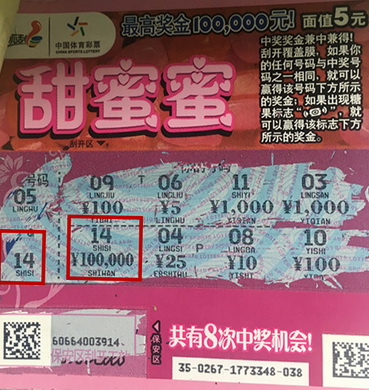 中国体育彩票
CHINA SPORTS LOTTERY
最高奖金100,000元! 面值5元
甜蜜蜜
刮开区
中奖奖金兼中兼得!
刮开覆盖膜，如果你
的任何号码与中奖号
码之一相同，就可以
赢得该号码下方所示
的奖金；如果出现糖
果标志“ ”，就可
以赢得该标志下方所
示的奖金。
号码
05 09 06 11 03
LINGWU LINGJIU LINGLIU SHIYI LINGSAN
¥100 ¥5 ¥1,000 ¥1,000
YIBAI YIQIAN YIQIAN
14 14 04 08 10
SHISI SHISI LINGSI LINGBA YISHI
P
¥100,000 ¥25 ¥10 ¥100
SHIWAN ERSHIWU YISHI YIBAI
60664003914
保安区
共有8次中奖机会!
35-0267-1773348-038